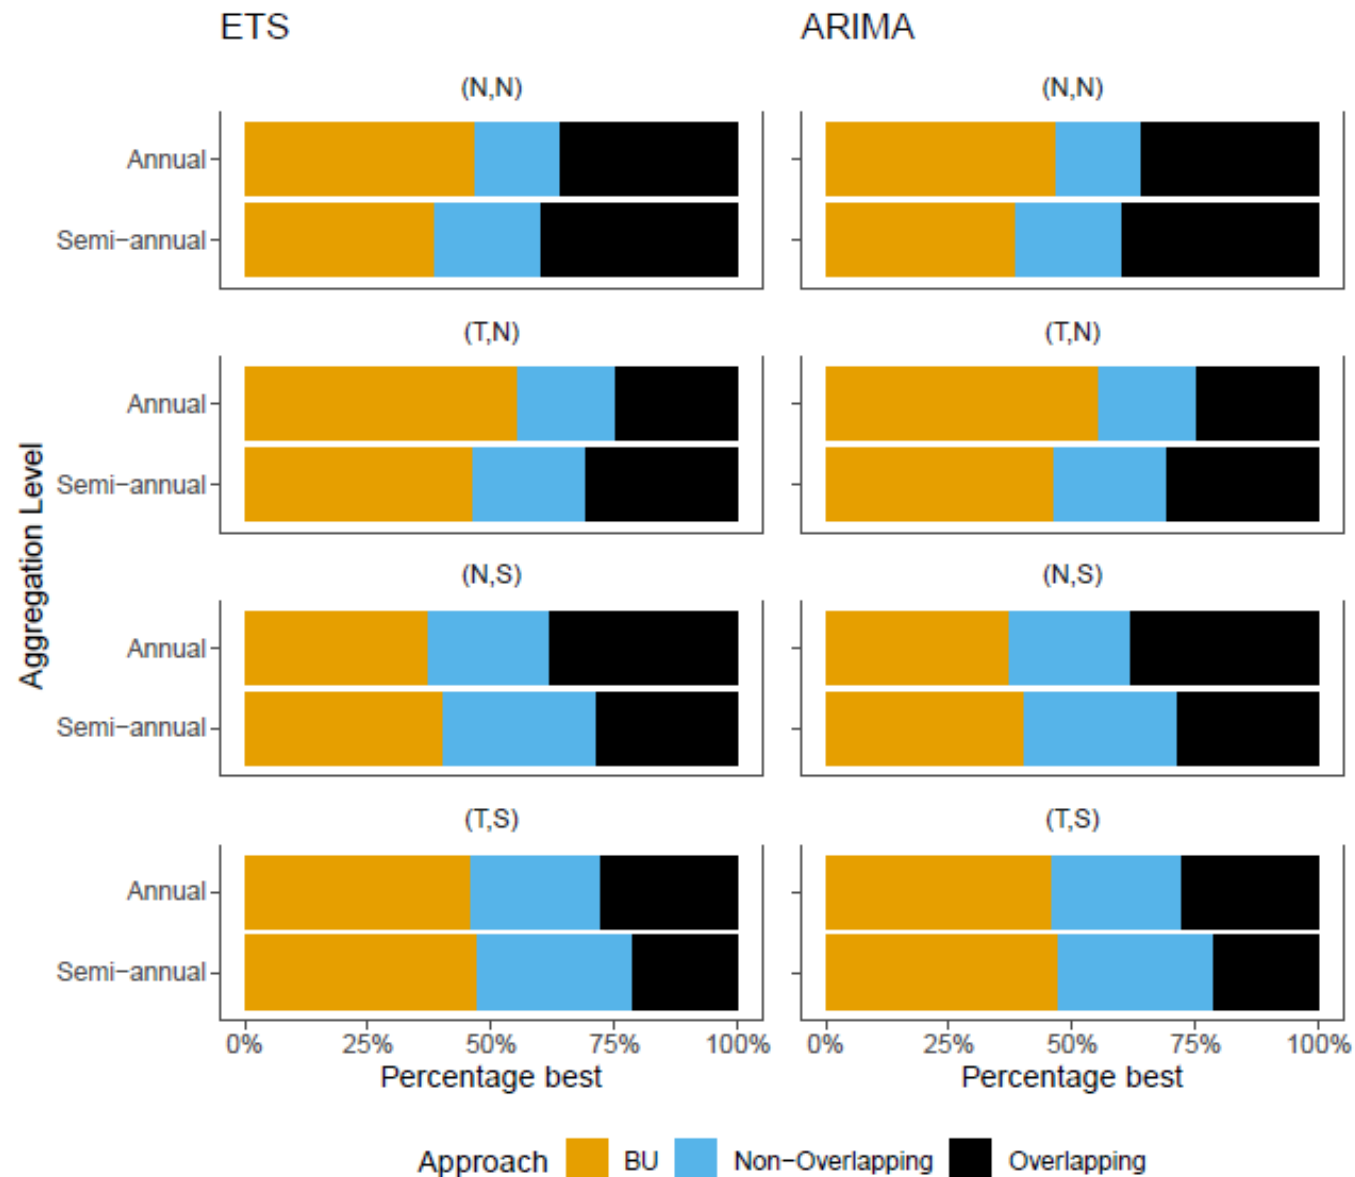 ETS
ARIMA
(N,N)
(N,N)
Annual
Semi−annual
(T,N)
(T,N)
Annual
Semi−annual
(N,S)
(N,S)
Annual
Semi−annual
(T,S)
(T,S)
Annual
Semi−annual
Aggregation Level
0% 25% 50% 75% 100%
0% 25% 50% 75% 100%
Percentage best
Percentage best
Approach BU Non−Overlapping Overlapping